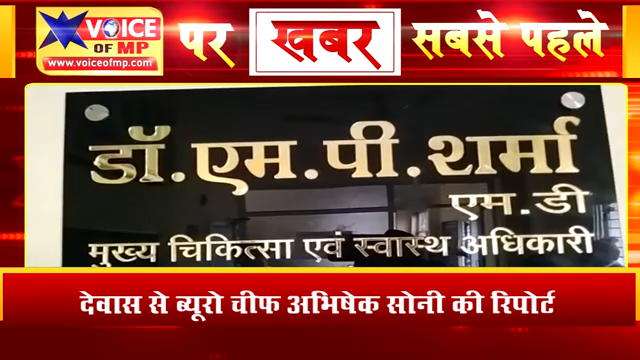 VOICE
OF MP
www.voiceofmp.com
पर खबर सबसे पहले
डॉ.एम.पी.शर्मा
एम.डी
मुख्य चिकित्सा एवं स्वास्थ अधिकारी
देवास से ब्यूरो चीफ अभिषेक सोनी की रिपोर्ट